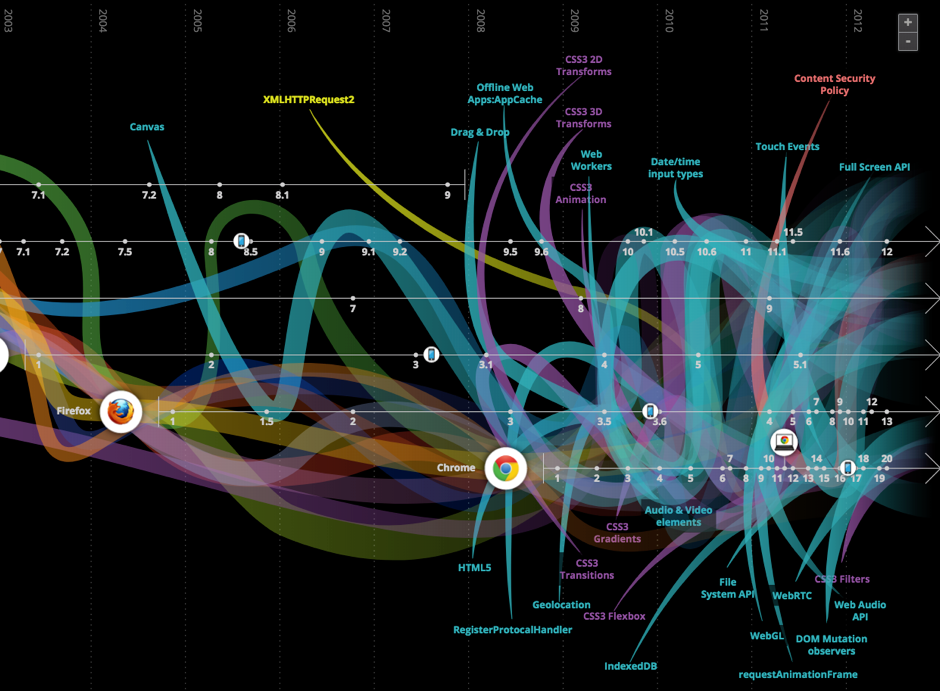 2003 2004 2005 2006 2007 2008 2009 2010 2011 2012
+
-
CSS3 2D
Transforms
Content Security
Policy
Offline Web
Apps:AppCache
XMLHTTPRequest2
CSS3 3D
Transforms
Canvas
Drag & Drop
Touch Events
Web
Workers
Date/time
input types
Full Screen API
CSS3
Animation
7.1 7.2 8 8.1 9
10.1 11.5
7.1 7.2 7.5 8 8.5 9 9.1 9.2 9.5 9.6 10 10.5 10.6 11 11.1 11.6 12
7 8 9
1 2 3 3.1 4 5 5.1
7 9 12
Firefox
1 1.5 2 3 3.5 3.6 4 5 6 8 10 11 13
7 10 14 18 20
Chrome
1 2 3 4 5 6 8 9 11 12 13 15 16 17 19
Audio & Video
elements
CSS3
Gradients
HTML5
CSS3
Transitions
File
System API
CSS3 Filters
WebRTC
Geolocation
Web Audio
API
CSS3 Flexbox
RegisterProtocalHandler
WebGL
DOM Mutation
observers
IndexedDB
requestAnimationFrame